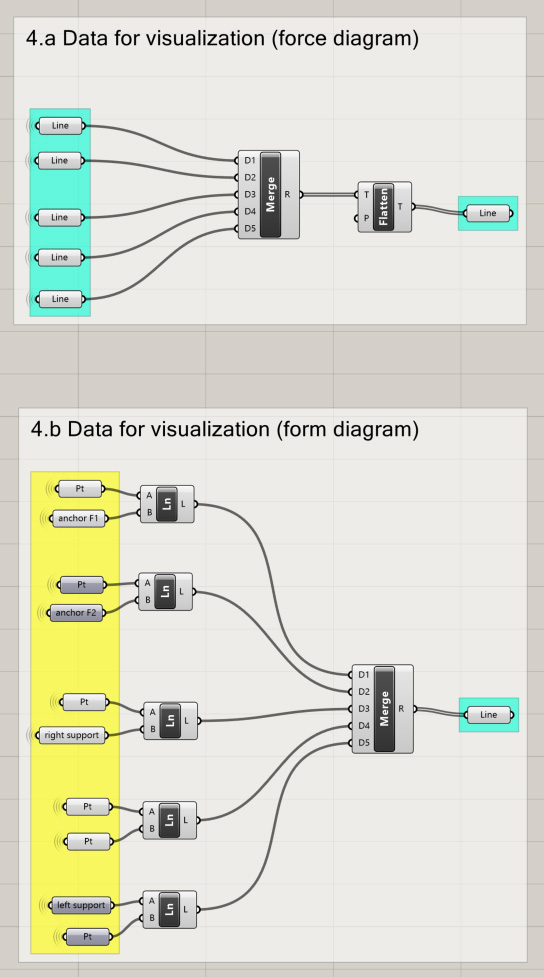 4.a Data for visualization (force diagram)
Line
Line
Line
Line
Line
D1
D2
D3
D4
D5
Merge
R
T
P
Flatten
T
Line
4.b Data for visualization (form diagram)
Pt
anchor F1
A
B
Ln
L
Pt
anchor F2
A
B
Ln
L
Pt
right support
A
B
Ln
L
Pt
Pt
A
B
Ln
L
left support
Pt
A
B
Ln
L
D1
D2
D3
D4
D5
Merge
R
Line